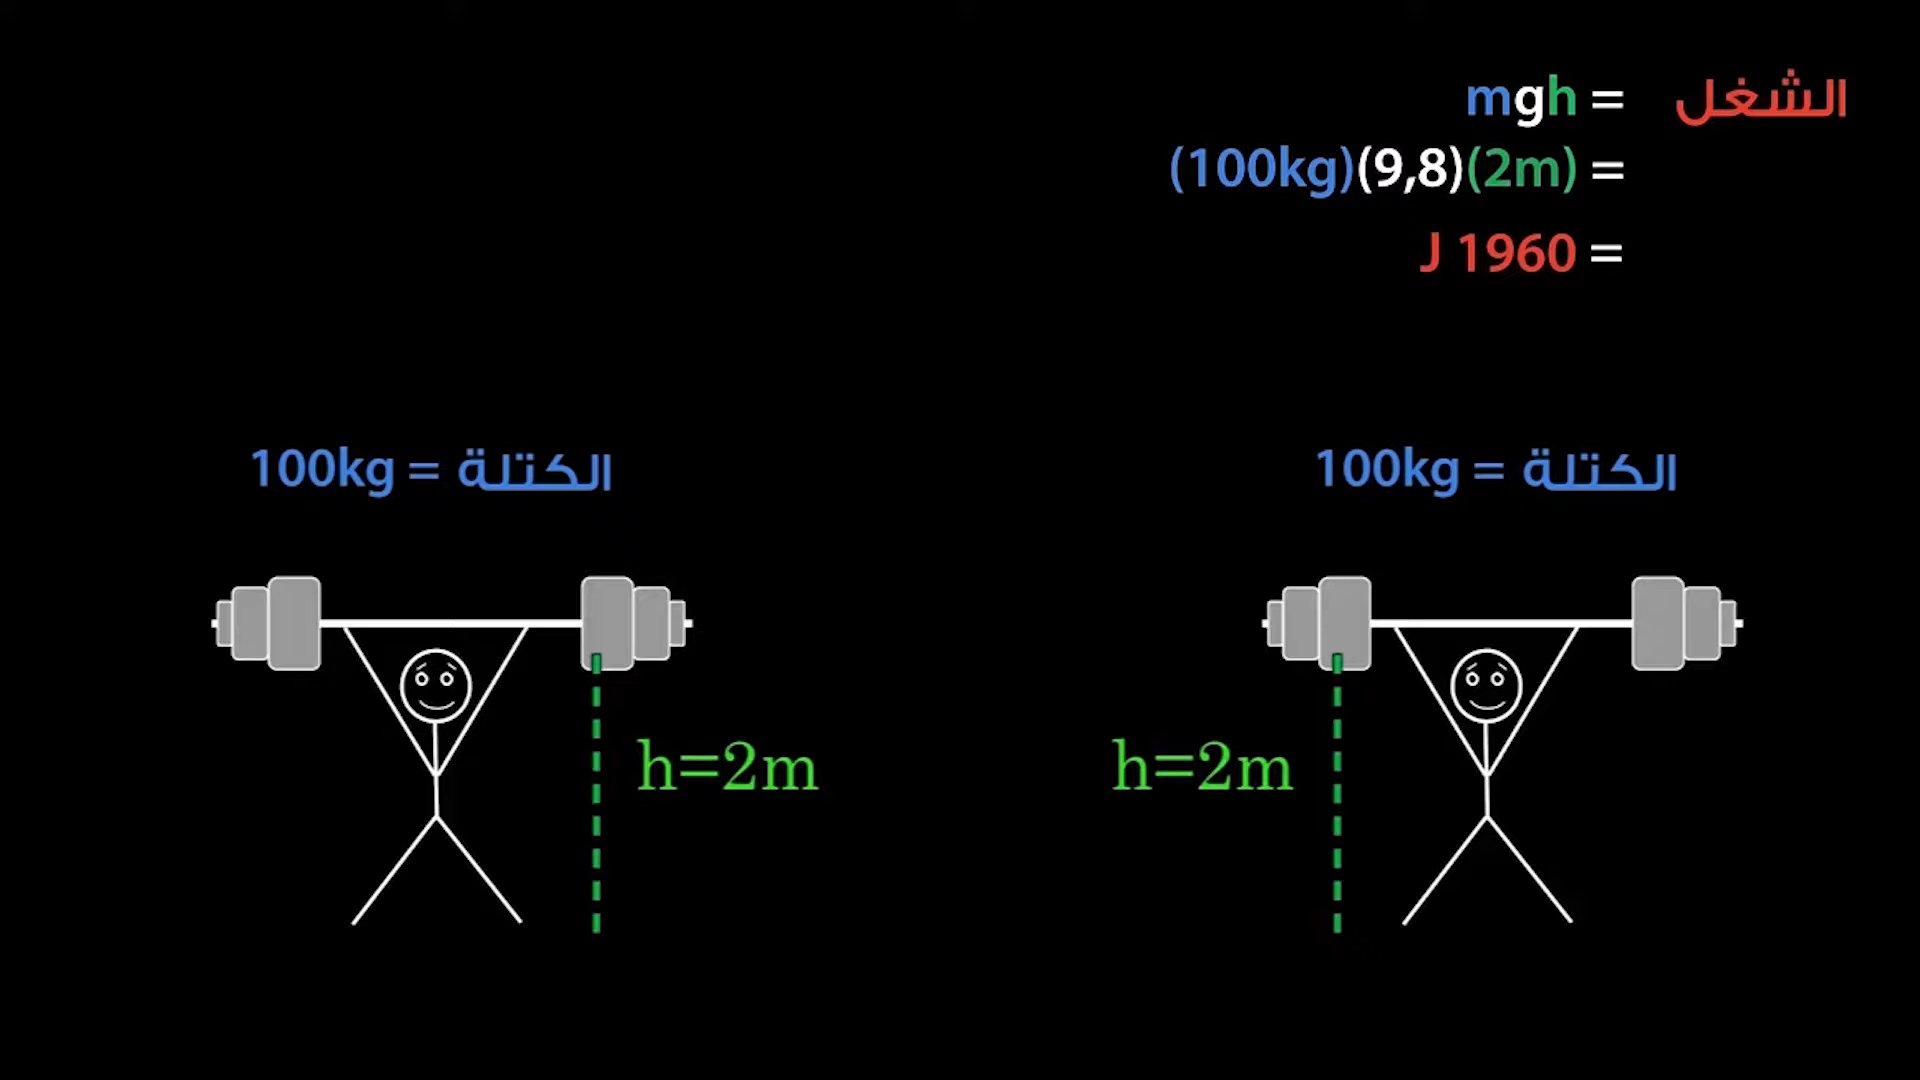 الشغل = mgh
= (100kg)(9,8)(2m)
= 1960 J
الكتلة = 100kg
الكتلة = 100kg
h=2m
h=2m